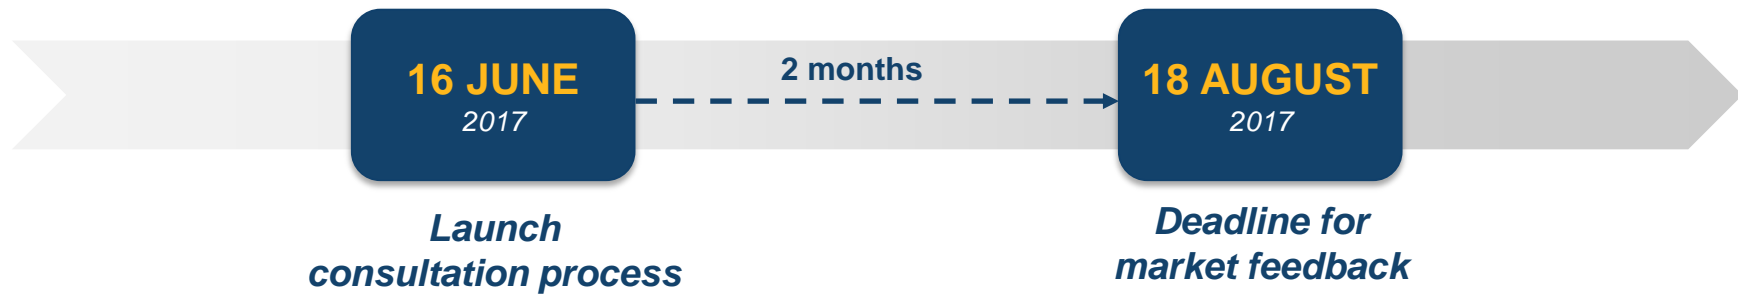 16 JUNE
2017
2 months
18 AUGUST
2017
Launch
consultation process
Deadline for
market feedback